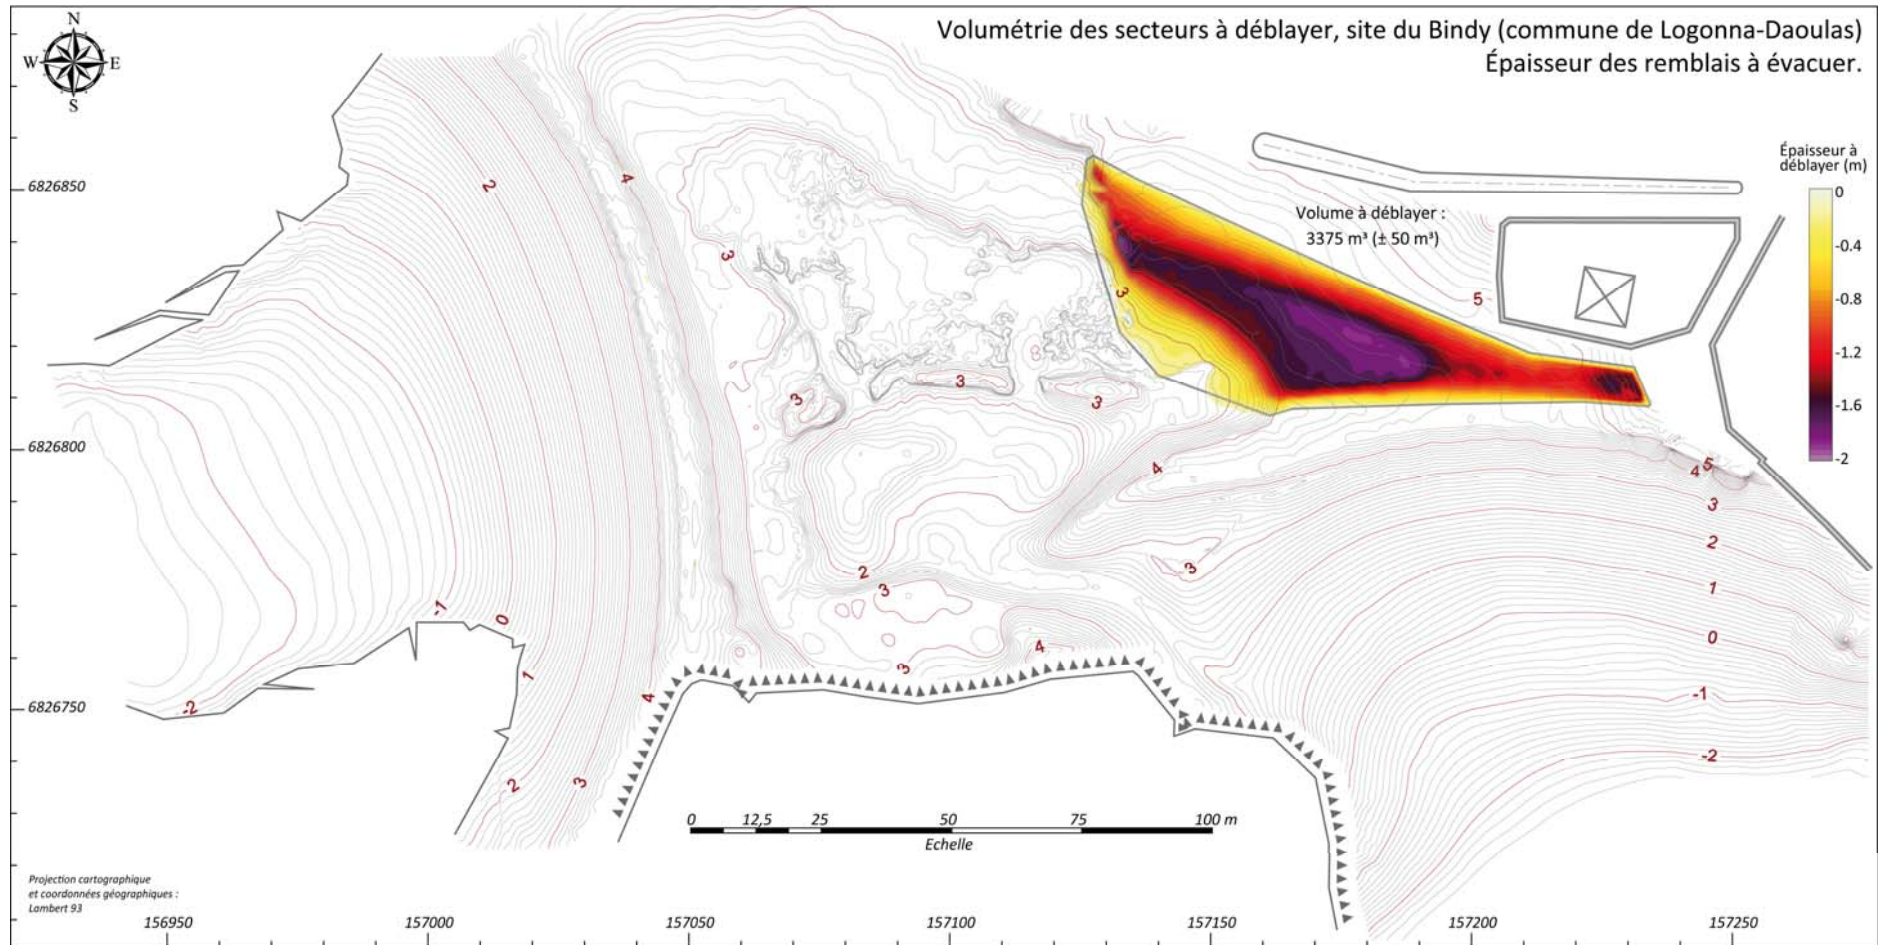 Volumétrie des secteurs à déblayer, site du Bindy (commune de Logonna-Daoulas)
Épaisseur des remblais à évacuer.
N
W E
S
Épaisseur à
déblayer (m)
0
-0.4
-0.8
-1.2
-1.6
-2
Volume à déblayer :
3375 m³ (± 50 m³)
6826850
6826800
6826750
2
4
3
3
5
3
3
3
4
4 5
3
2
3
2
3
1
-1
0
0
4
3
1
4
-1
-2
-2
2
3
0 12,5 25 50 75 100 m
Echelle
Projection cartographique
et coordonnées géographiques :
Lambert 93
156950 157000 157050 157100 157150 157200 157250